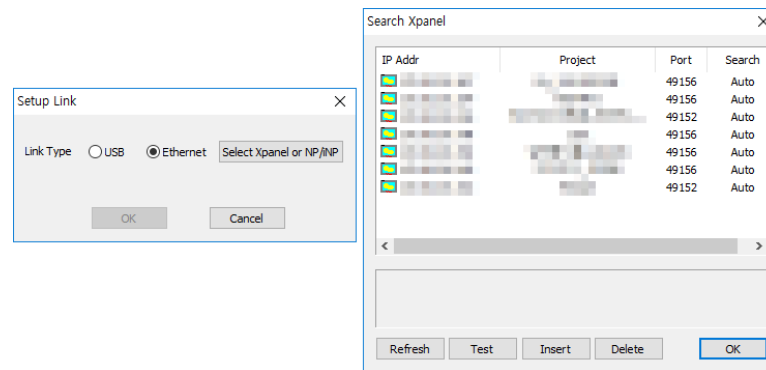 Setup Link
Link Type USB Ethernet Select Xpanel or NP/iNP
OK Cancel
Search Xpanel
IP Addr Project Port Search
49156 Auto
49156 Auto
49152 Auto
49156 Auto
49156 Auto
49156 Auto
49152 Auto
Refresh Test Insert Delete OK